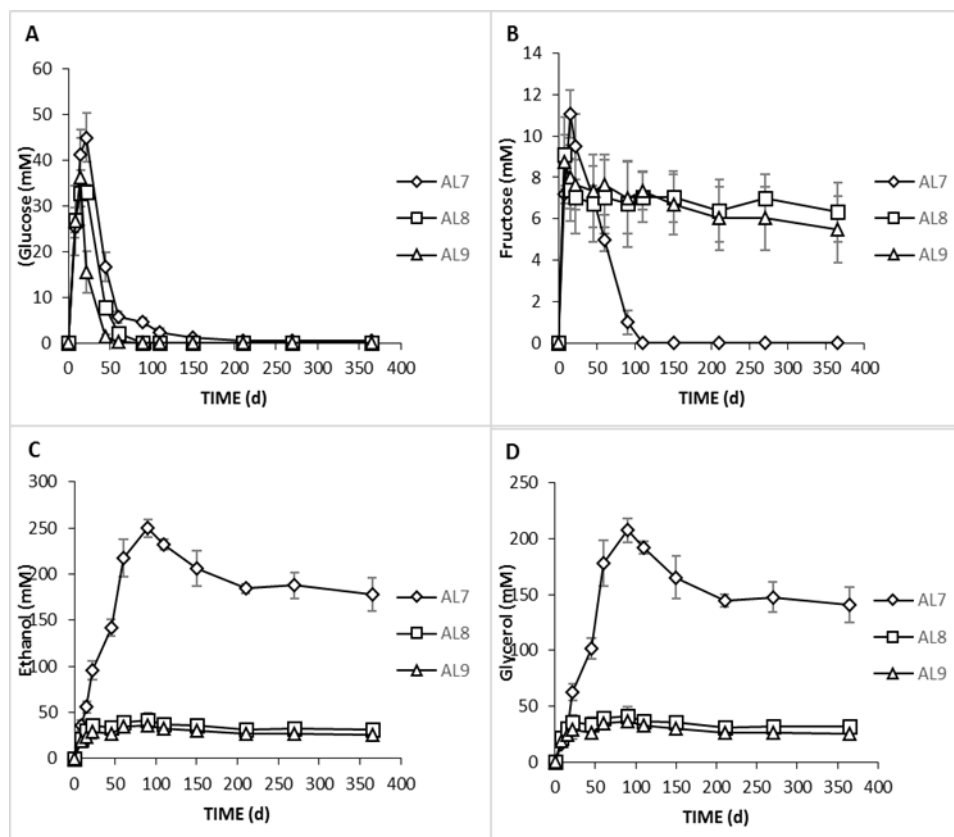 A
(Glucose (mM)
60
50
40
30
20
10
0
0 50 100 150 200 250 300 350 400
TIME (d)
AL7
AL8
AL9
B
Fructose (mM)
14
12
10
8
6
4
2
0
0 50 100 150 200 250 300 350 400
TIME (d)
AL7
AL8
AL9
C
Ethanol (mM)
300
250
200
150
100
50
0
0 50 100 150 200 250 300 350 400
TIME (d)
AL7
AL8
AL9
D
Glycerol (mM)
250
200
150
100
50
0
0 50 100 150 200 250 300 350 400
TIME (d)
AL7
AL8
AL9